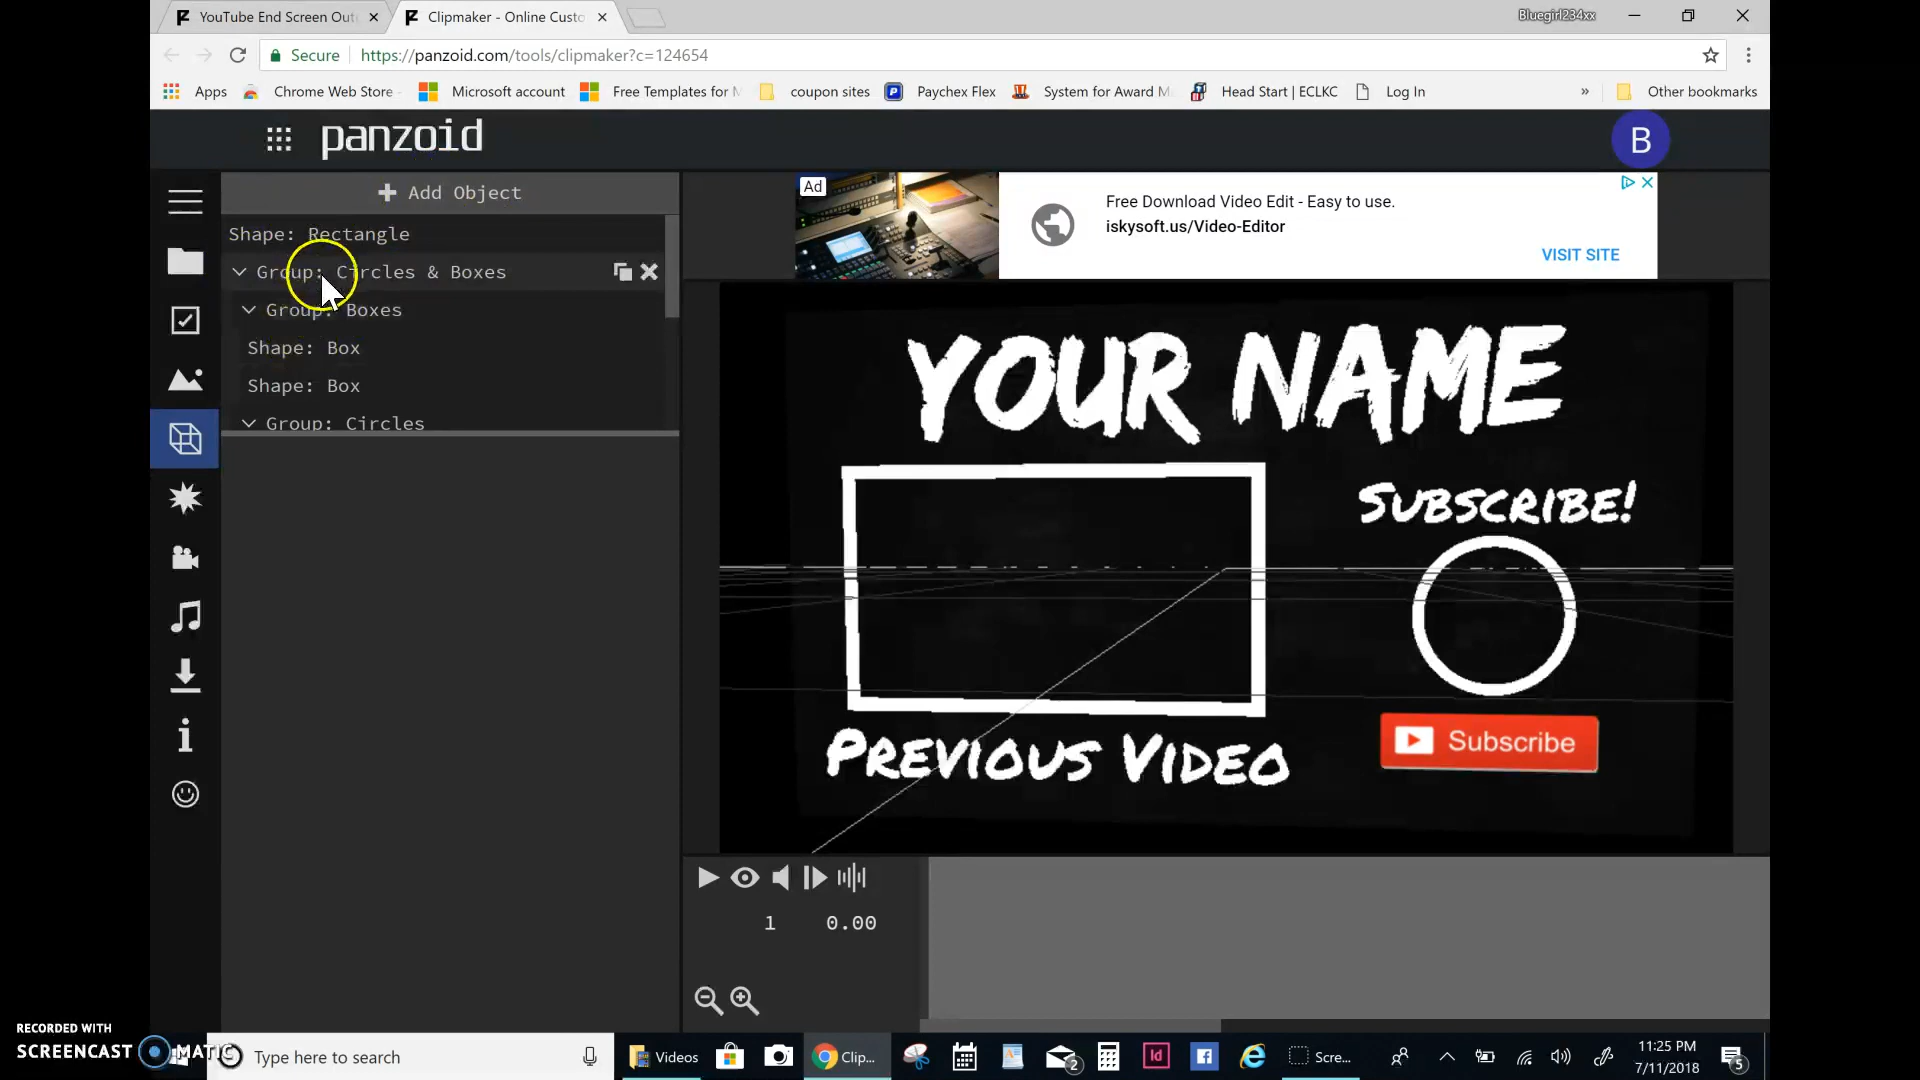 YouTube End Screen Out
Clipmaker - Online Custo
Bluegirl234xx
Secure
https://panzoid.com/tools/clipmaker?c=124654
Apps
Chrome Web Store
Microsoft account
Free Templates for M
coupon sites
Paychex Flex
System for Award M
Head Start | ECLKC
Log In
»
Other bookmarks
panzoid
B
+ Add Object
Shape: Rectangle
Group: Circles & Boxes
Group: Boxes
Shape: Box
Shape: Box
Group: Circles
Ad
Free Download Video Edit - Easy to use.
iskysoft.us/Video-Editor
VISIT SITE
YOUR NAME
SUBSCRIBE!
PREVIOUS VIDEO
Subscribe
1 0.00
RECORDED WITH
SCREENCAST MATIC
Type here to search
Videos
Clip...
2
Id
Scre...
11:25 PM
7/11/2018
5